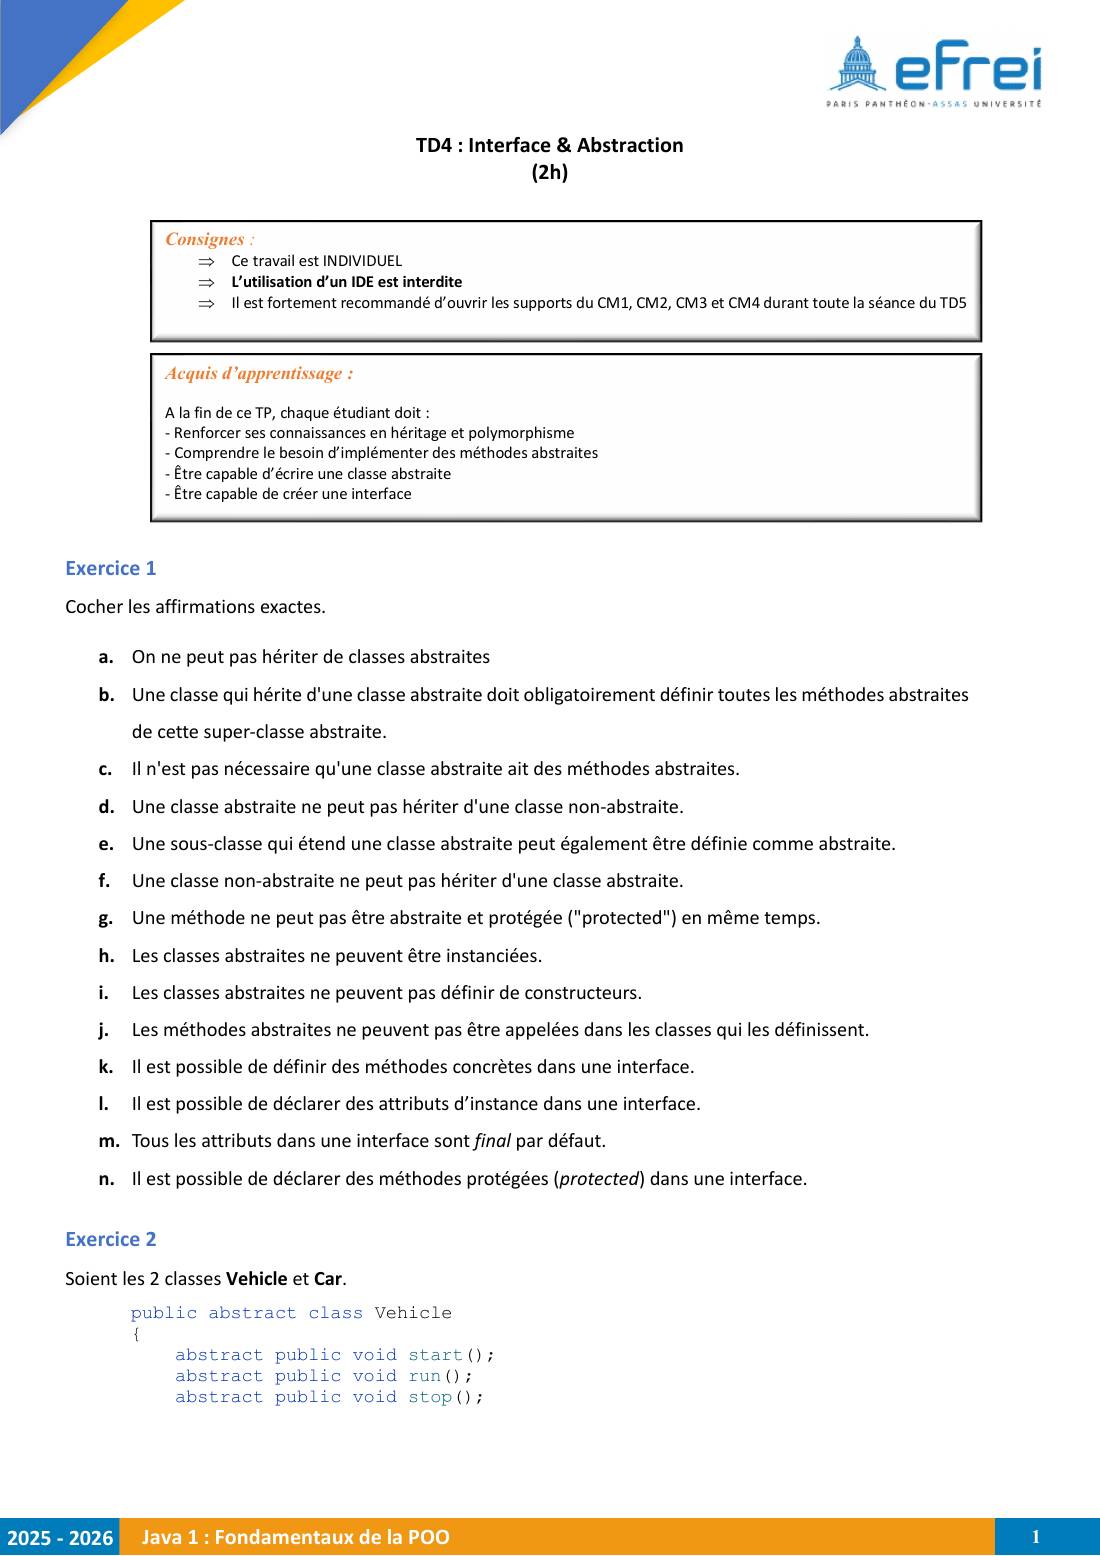 efrei
PARIS PANTHÉON-ASSAS UNIVERSITÉ
TD4 : Interface & Abstraction
(2h)
Consignes :
⇒ Ce travail est INDIVIDUEL
⇒ L’utilisation d’un IDE est interdite
⇒ Il est fortement recommandé d’ouvrir les supports du CM1, CM2, CM3 et CM4 durant toute la séance du TD5
Acquis d’apprentissage :
A la fin de ce TP, chaque étudiant doit :
- Renforcer ses connaissances en héritage et polymorphisme
- Comprendre le besoin d’implémenter des méthodes abstraites
- Être capable d’écrire une classe abstraite
- Être capable de créer une interface
Exercice 1
Cocher les affirmations exactes.
a. On ne peut pas hériter de classes abstraites
b. Une classe qui hérite d'une classe abstraite doit obligatoirement définir toutes les méthodes abstraites
de cette super-classe abstraite.
c. Il n'est pas nécessaire qu'une classe abstraite ait des méthodes abstraites.
d. Une classe abstraite ne peut pas hériter d'une classe non-abstraite.
e. Une sous-classe qui étend une classe abstraite peut également être définie comme abstraite.
f. Une classe non-abstraite ne peut pas hériter d'une classe abstraite.
g. Une méthode ne peut pas être abstraite et protégée ("protected") en même temps.
h. Les classes abstraites ne peuvent être instanciées.
i. Les classes abstraites ne peuvent pas définir de constructeurs.
j. Les méthodes abstraites ne peuvent pas être appelées dans les classes qui les définissent.
k. Il est possible de définir des méthodes concrètes dans une interface.
l. Il est possible de déclarer des attributs d’instance dans une interface.
m. Tous les attributs dans une interface sont final par défaut.
n. Il est possible de déclarer des méthodes protégées (protected) dans une interface.
Exercice 2
Soient les 2 classes Vehicle et Car.
public abstract class Vehicle
{
abstract public void start();
abstract public void run();
abstract public void stop();
2025 - 2026 Java 1 : Fondamentaux de la POO 1